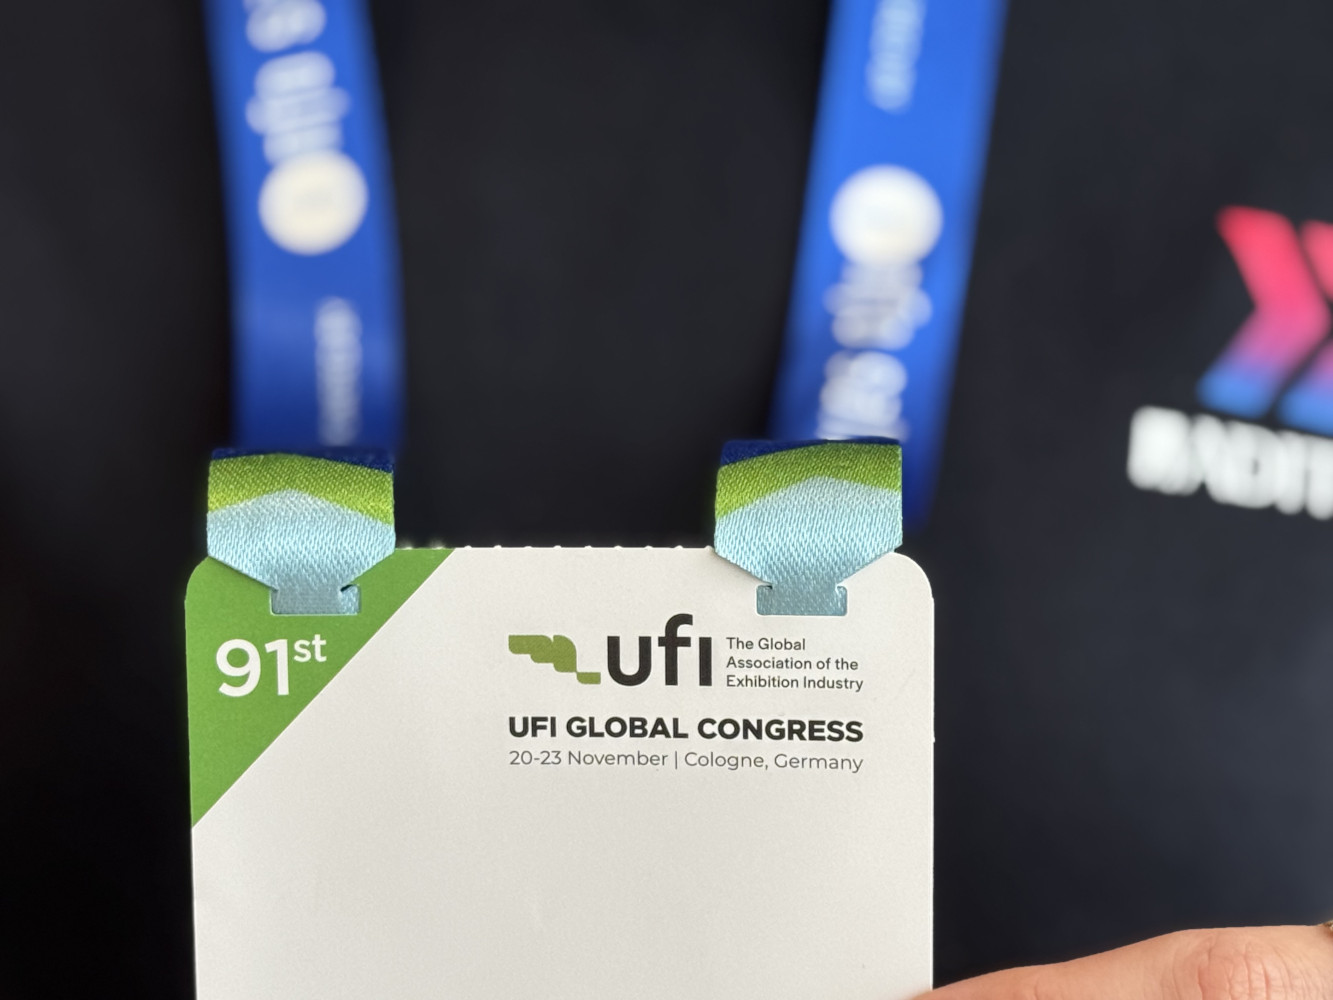 91st
ufi
The Global
Association of the
Exhibition Industry
UFI GLOBAL CONGRESS
20-23 November | Cologne, Germany